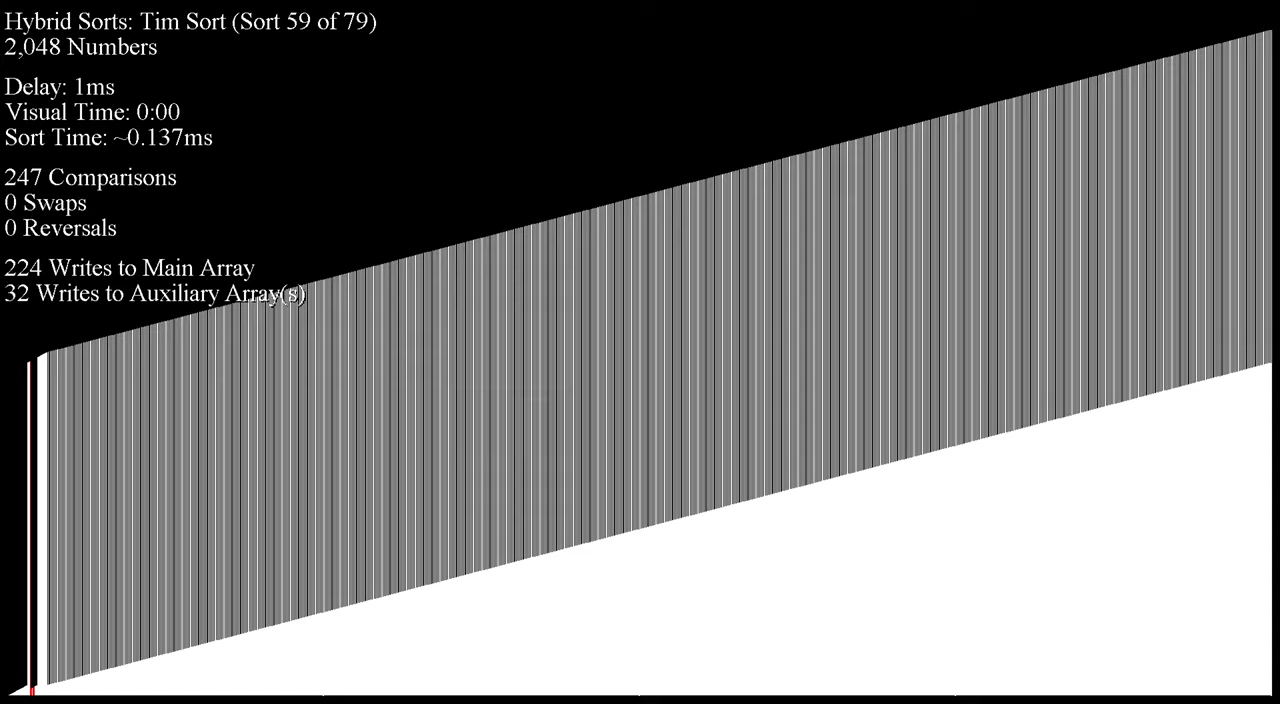 Hybrid Sorts: Tim Sort (Sort 59 of 79)
2,048 Numbers
Delay: 1ms
Visual Time: 0:00
Sort Time: ~0.137ms
247 Comparisons
0 Swaps
0 Reversals
224 Writes to Main Array
32 Writes to Auxiliary Array(s)